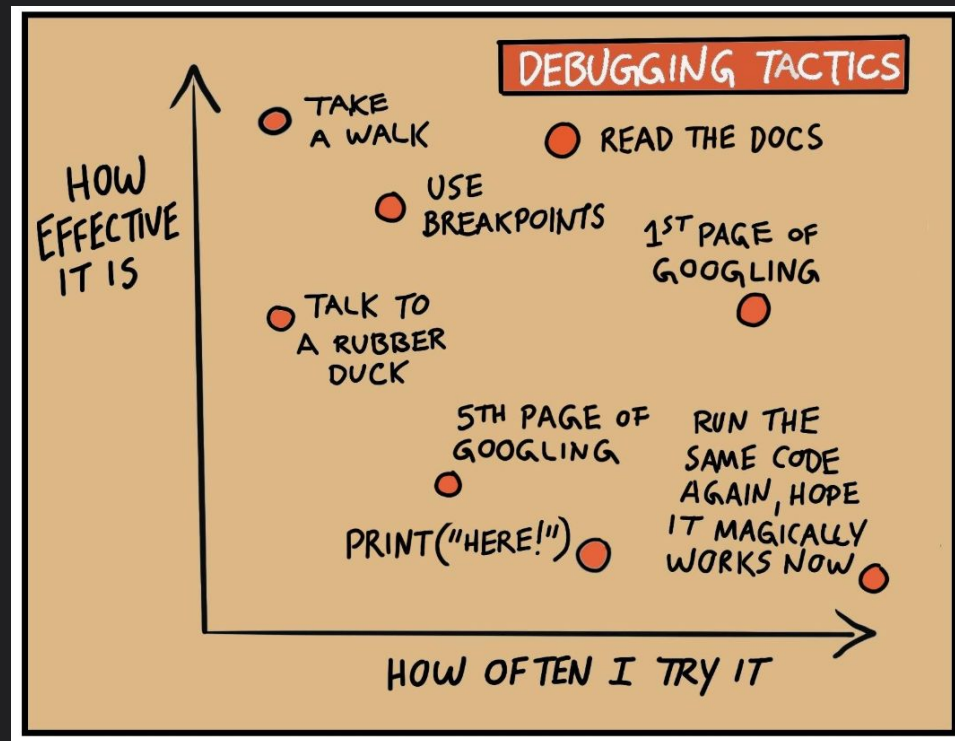 DEBUGGING TACTICS
HOW
EFFECTIVE
IT IS
TAKE
A WALK
READ THE DOCS
USE
BREAKPOINTS
1ST PAGE OF
GOOGLING
TALK TO
A RUBBER
DUCK
5TH PAGE OF
GOOGLING
RUN THE
SAME CODE
AGAIN, HOPE
IT MAGICALLY
WORKS NOW
PRINT("HERE!")
HOW OFTEN I TRY IT